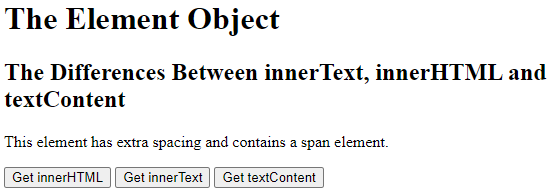 The Element Object
The Differences Between innerText, innerHTML and
textContent
This element has extra spacing and contains a span element.
Get innerHTML Get innerText Get textContent